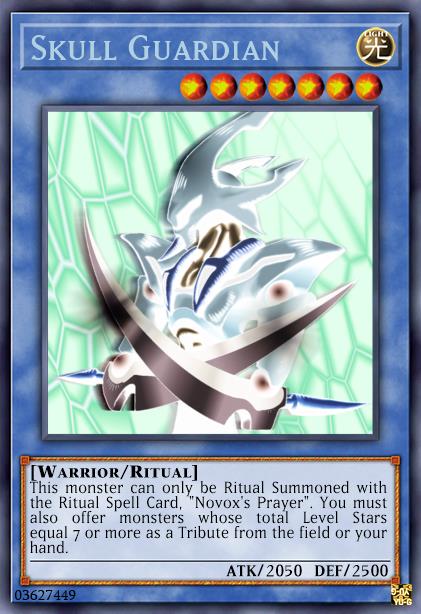 Skull Guardian
LIGHT
光
[Warrior/Ritual]
This monster can only be Ritual Summoned with
the Ritual Spell Card, "Novox's Prayer". You must
also offer monsters whose total Level Stars
equal 7 or more as a Tribute from the field or your
hand.
ATK/2050 DEF/2500
03627449